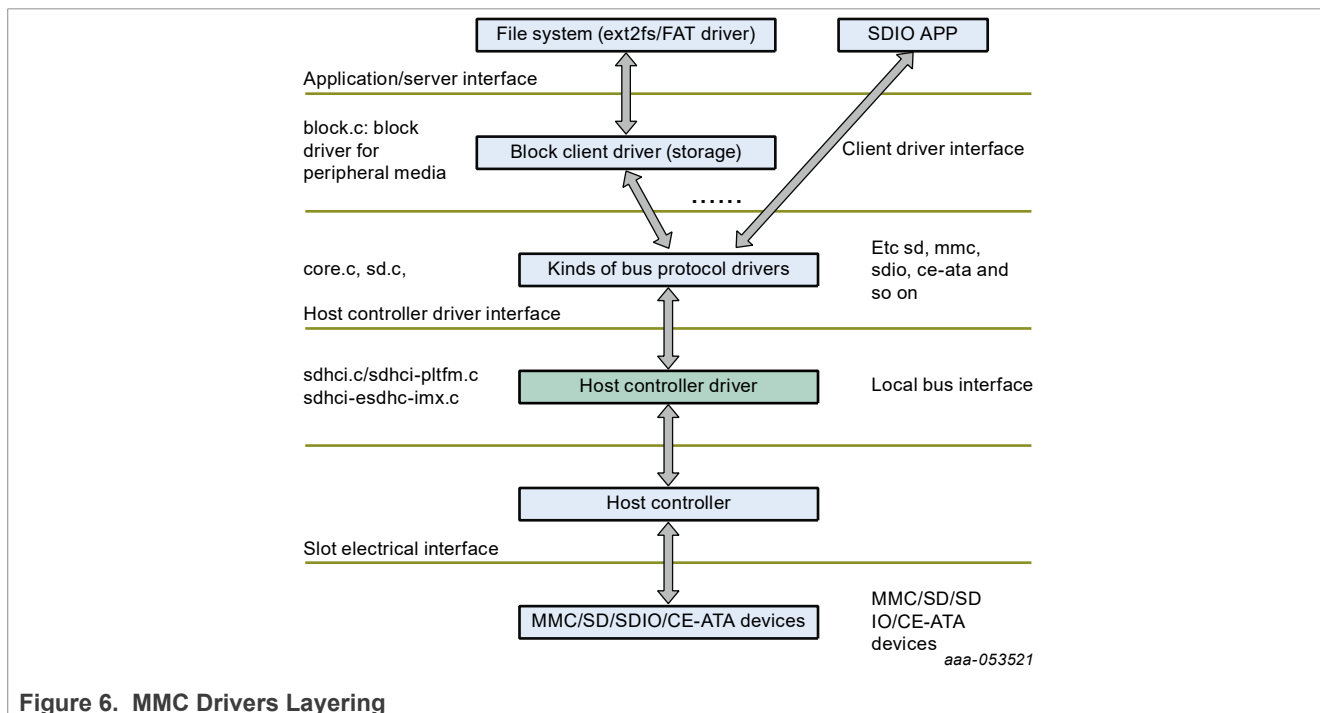 File system (ext2fs/FAT driver)
SDIO APP
Application/server interface
block.c: block
driver for
peripheral media
Block client driver (storage)
Client driver interface
......
core.c, sd.c,
Kinds of bus protocol drivers
Etc sd, mmc,
sdio, ce-ata and
so on
Host controller driver interface
sdhci.c/sdhci-pltfm.c
sdhci-esdhc-imx.c
Host controller driver
Local bus interface
Host controller
Slot electrical interface
MMC/SD/SDIO/CE-ATA devices
MMC/SD/SD
IO/CE-ATA
devices
aaa-053521
Figure 6. MMC Drivers Layering